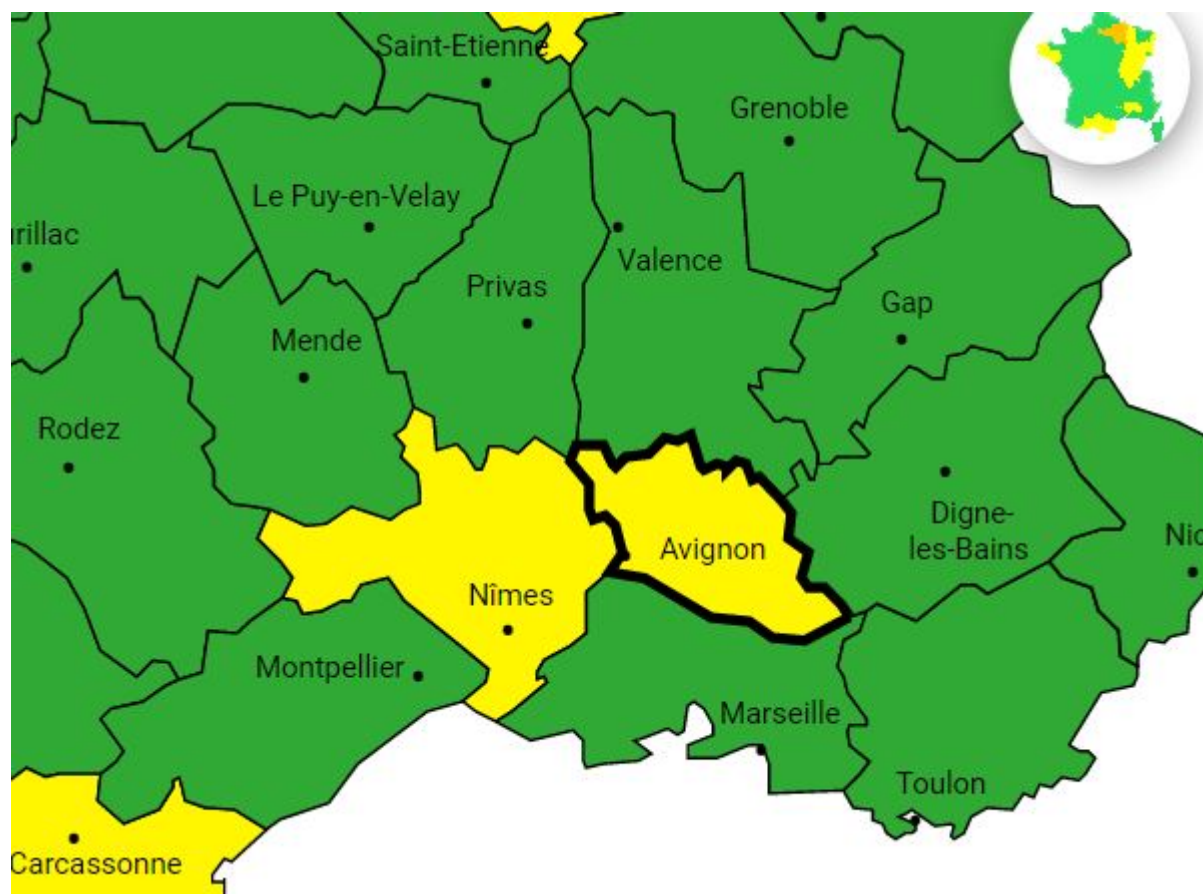 Saint-Etienne
Grenoble
Le Puy-en-Velay
rillac
Valence
Privas
Gap
Mende
Rodez
Digne-
les-Bains
Nic
Avignon
Nîmes
Montpellier
Marseille
Toulon
Carcassonne